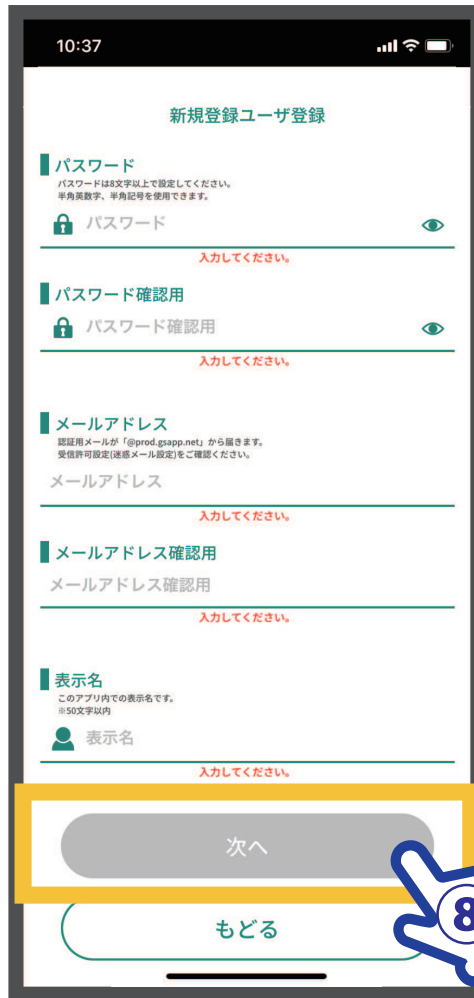 10:37
新規登録ユーザ登録
パスワード
パスワードは8文字以上で設定してください。
半角英数字、半角記号を使用できます。
パスワード
入力してください。
パスワード確認用
パスワード確認用
入力してください。
メールアドレス
認証用メールが「@prod.gsapp.net」から届きます。
受信許可設定(迷惑メール設定)をご確認ください。
メールアドレス
入力してください。
メールアドレス確認用
メールアドレス確認用
入力してください。
表示名
このアプリ内での表示名です。
※50文字以内
表示名
入力してください。
次へ
8
もどる